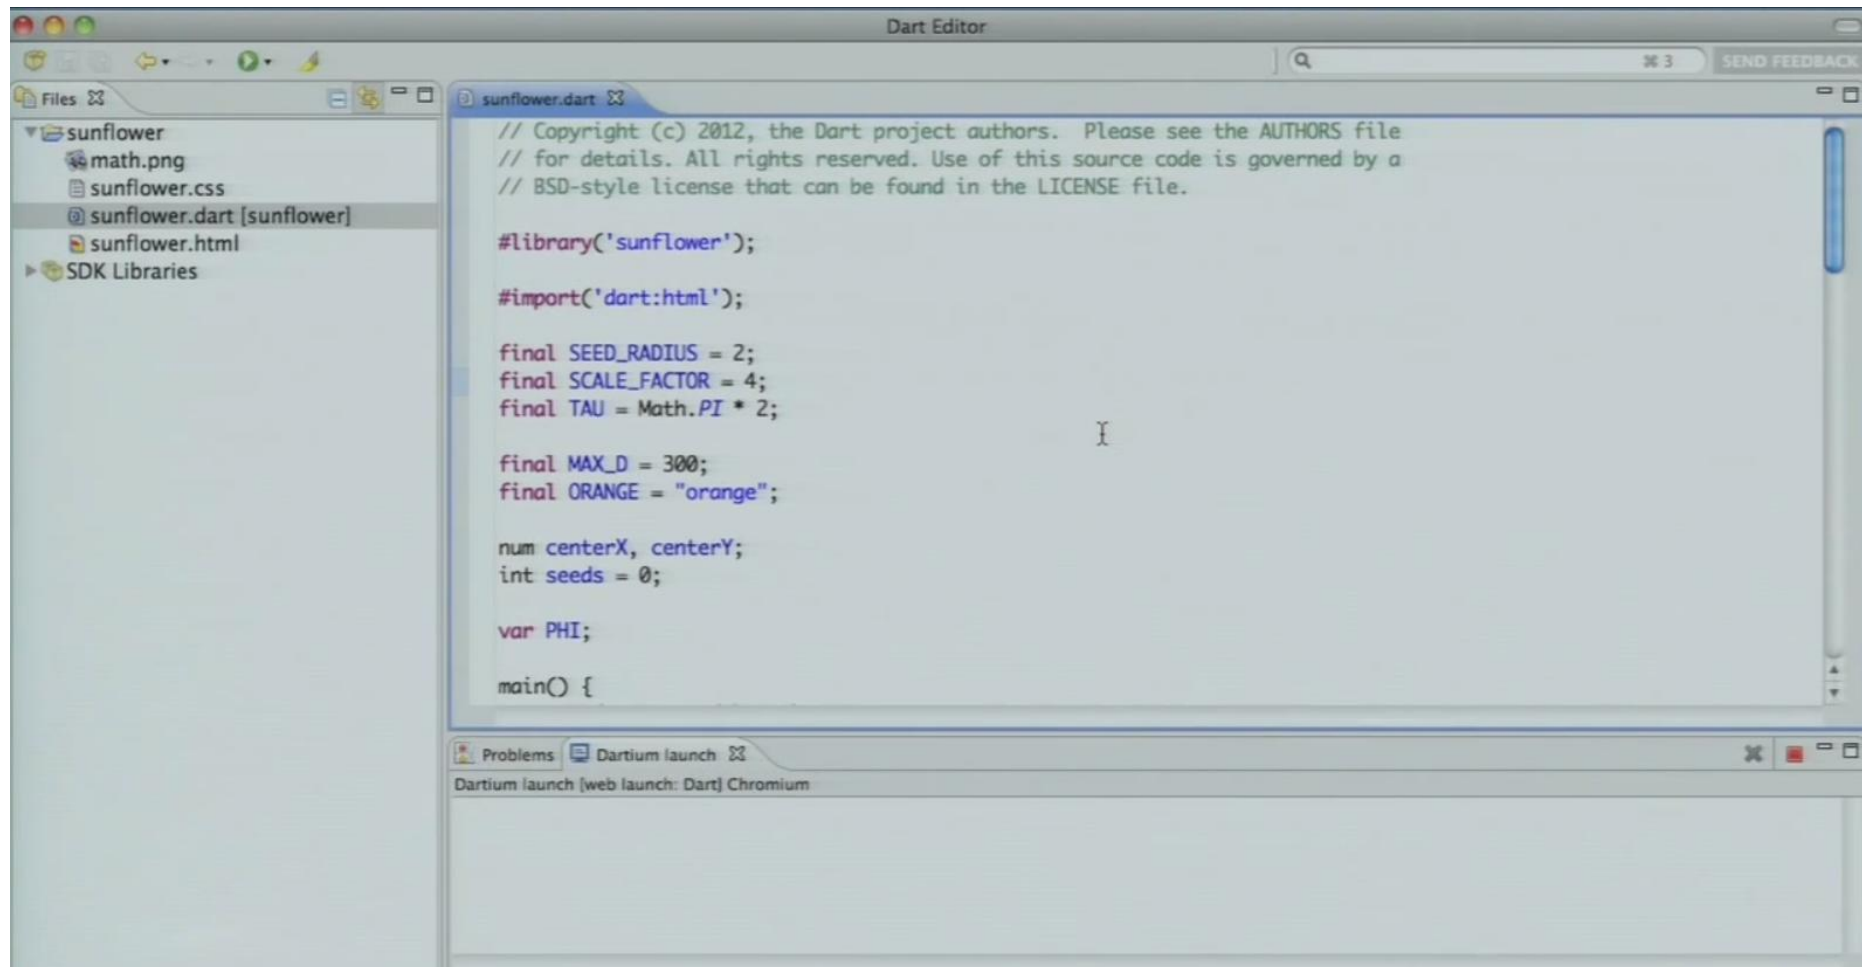 Dart Editor
⌘ 3
SEND FEEDBACK
Files
sunflower
math.png
sunflower.css
sunflower.dart [sunflower]
sunflower.html
SDK Libraries
sunflower.dart
// Copyright (c) 2012, the Dart project authors.  Please see the AUTHORS file
// for details. All rights reserved. Use of this source code is governed by a
// BSD-style license that can be found in the LICENSE file.
#library('sunflower');
#import('dart:html');
final SEED_RADIUS = 2;
final SCALE_FACTOR = 4;
final TAU = Math.PI * 2;
final MAX_D = 300;
final ORANGE = "orange";
num centerX, centerY;
int seeds = 0;
var PHI;
main() {
Problems
Dartium launch
Dartium launch [web launch: Dart] Chromium